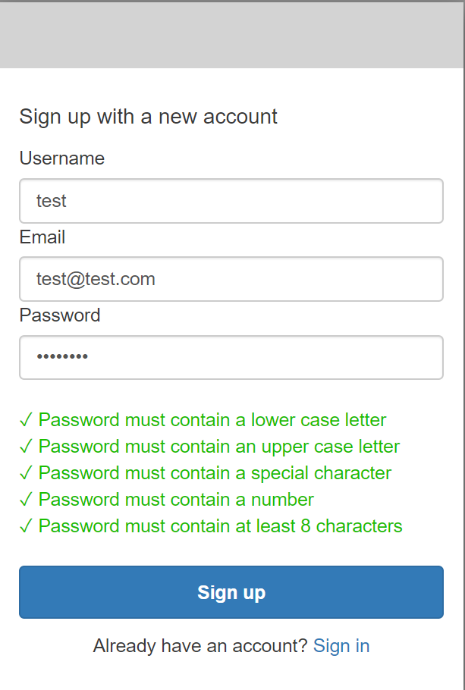 Sign up with a new account
Username
test
Email
test@test.com
Password
••••••••
✓ Password must contain a lower case letter
✓ Password must contain an upper case letter
✓ Password must contain a special character
✓ Password must contain a number
✓ Password must contain at least 8 characters
Sign up
Already have an account? Sign in